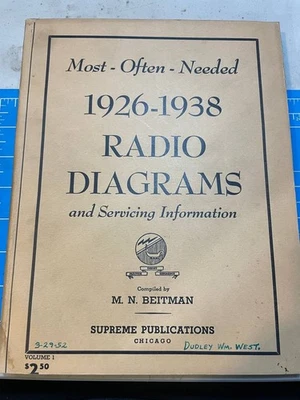 Most - Often - Needed
1926-1938
RADIO
DIAGRAMS
and Servicing Information
Compiled by
M. N. BEITMAN
SUPREME PUBLICATIONS
CHICAGO
3-29-52
DUDLEY WM. WEST.
VOLUME 1
$2.50